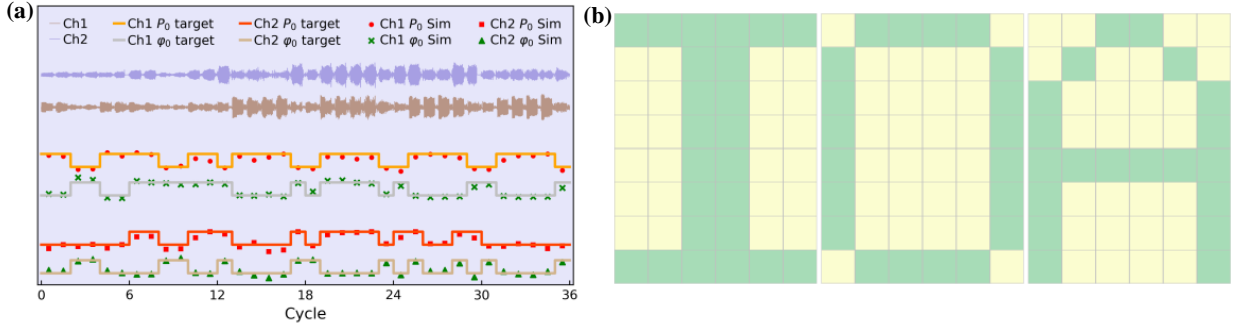 (a)
Ch1 Ch1 P₀ target Ch2 P₀ target Ch1 P₀ Sim Ch2 P₀ Sim
Ch2 Ch1 φ₀ target Ch2 φ₀ target Ch1 φ₀ Sim Ch2 φ₀ Sim
0 6 12 18 24 30 36
Cycle
(b)
I O A